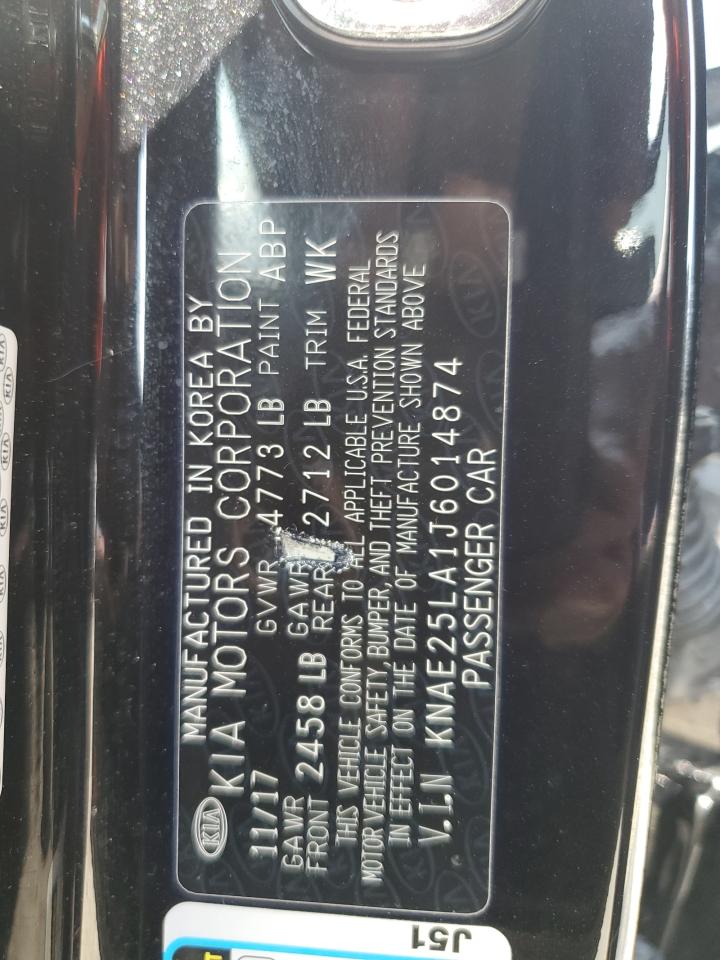 KIA
MANUFACTURED IN KOREA BY
KIA MOTORS CORPORATION
11/17 GVWR 4773 LB PAINT ABP
GAWR FRONT 2458 LB GAWR REAR 2712 LB TRIM WK
THIS VEHICLE CONFORMS TO ALL APPLICABLE U.S.A. FEDERAL
MOTOR VEHICLE SAFETY, BUMPER, AND THEFT PREVENTION STANDARDS
IN EFFECT ON THE DATE OF MANUFACTURE SHOWN ABOVE
V.I.N KNAE25LA1J6014874
PASSENGER CAR
J51